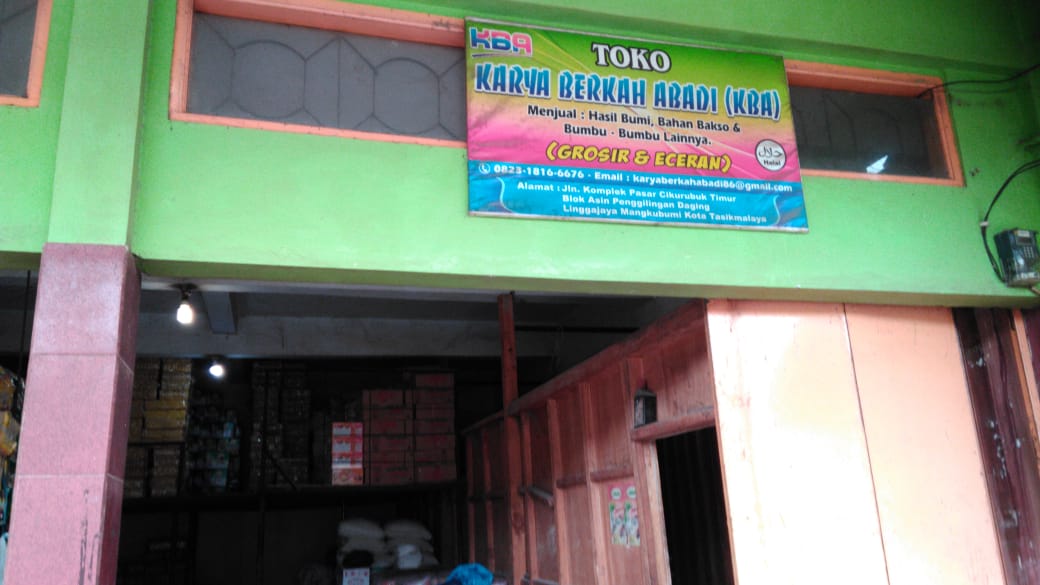 KBA
TOKO
KARYA BERKAH ABADI (KBA)
Menjual : Hasil Bumi, Bahan Bakso &
Bumbu - Bumbu Lainnya.
(GROSIR & ECERAN)
حلال
Halal
0823-1816-6676 - Email : karyaberkahabadi86@gmail.com
Alamat : Jln. Komplek Pasar Cikurubuk Timur
Blok Asin Penggilingan Daging
Linggajaya Mangkubumi Kota Tasikmalaya